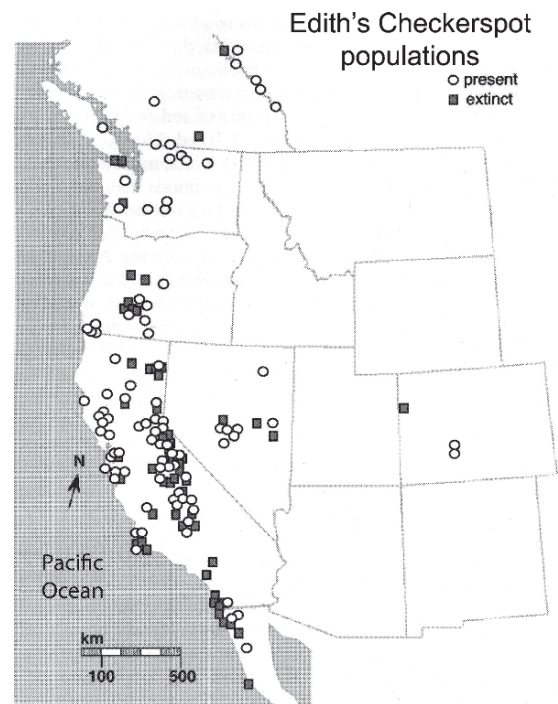 Edith's Checkerspot
populations
present
extinct
N
Pacific
Ocean
km
100 500